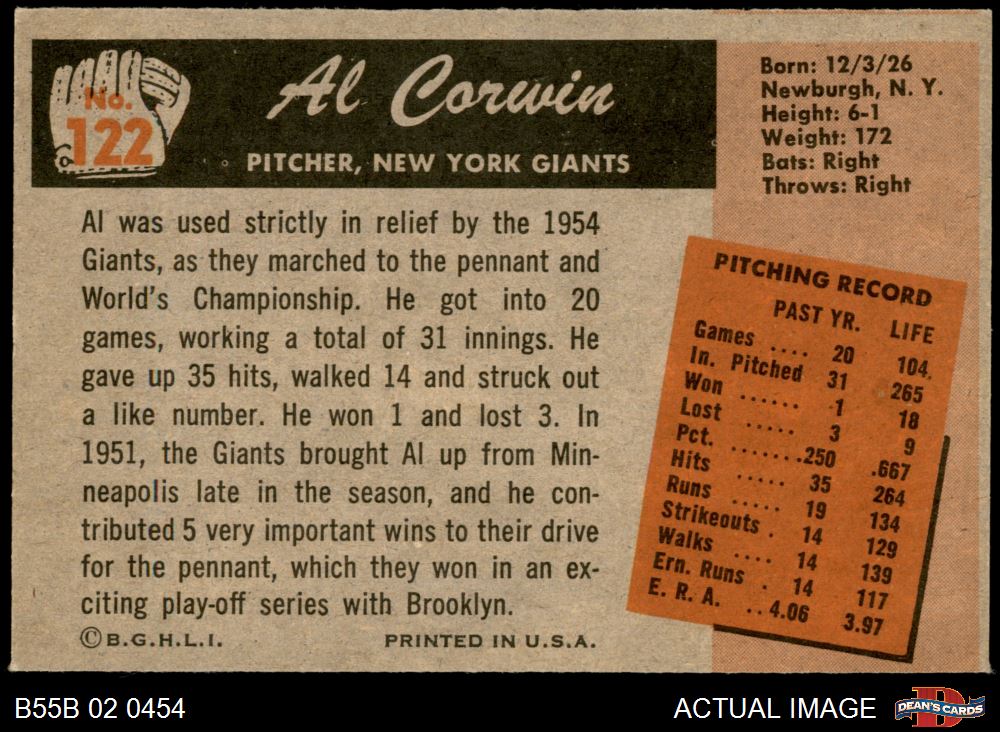 No.
122
Al Corwin
PITCHER, NEW YORK GIANTS
Born: 12/3/26
Newburgh, N. Y.
Height: 6-1
Weight: 172
Bats: Right
Throws: Right
Al was used strictly in relief by the 1954
Giants, as they marched to the pennant and
World's Championship. He got into 20
games, working a total of 31 innings. He
gave up 35 hits, walked 14 and struck out
a like number. He won 1 and lost 3. In
1951, the Giants brought Al up from Min-
neapolis late in the season, and he con-
tributed 5 very important wins to their drive
for the pennant, which they won in an ex-
citing play-off series with Brooklyn.
PITCHING RECORD
PAST YR. LIFE
Games .... 20 104.
In. Pitched 31 265
Won ...... 1 18
Lost ..... 3 9
Pct. .......250 .667
Hits ..... 35 264
Runs ..... 19 134
Strikeouts . 14 129
Walks .... 14 139
Ern. Runs . 14 117
E. R. A. ..4.06 3.97
©B.G.H.L.I. PRINTED IN U.S.A.
B55B 02 0454 ACTUAL IMAGE D DEAN'S CARDS